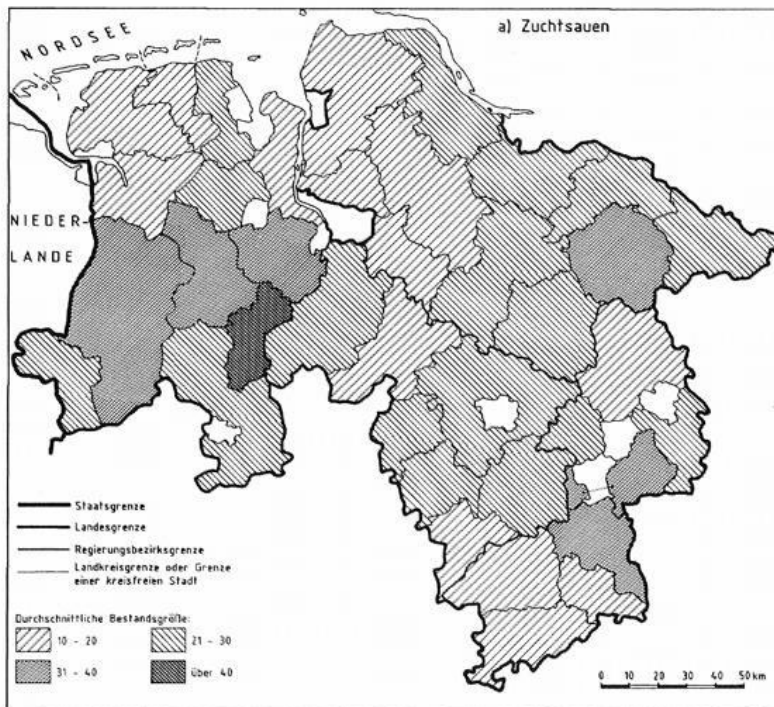 a) Zuchtsauen
NORDSEE
NIEDER-
LANDE
Staatsgrenze
Landesgrenze
Regierungsbezirksgrenze
Landkreisgrenze oder Grenze
einer kreisfreien Stadt
Durchschnittliche Bestandsgröße:
10 - 20
21 - 30
31 - 40
über 40
0 10 20 30 40 50 km